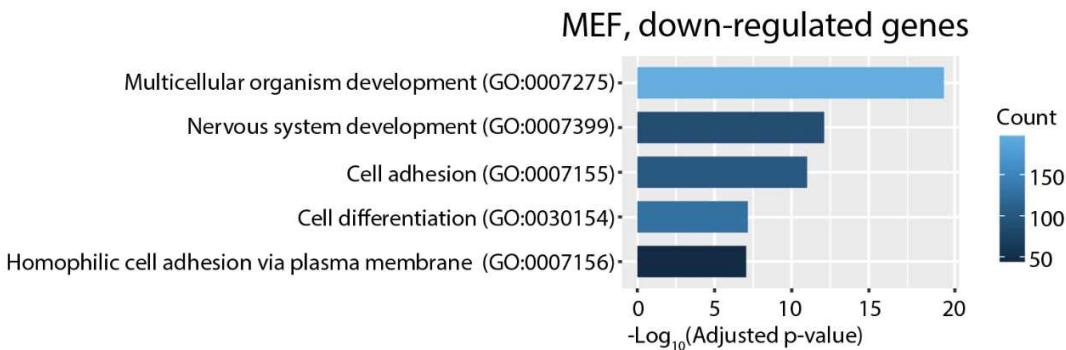 MEF, down-regulated genes
Multicellular organism development (GO:0007275)
Nervous system development (GO:0007399)
Cell adhesion (GO:0007155)
Cell differentiation (GO:0030154)
Homophilic cell adhesion via plasma membrane (GO:0007156)
0 5 10 15 20
-Log10(Adjusted p-value)
Count
150
100
50